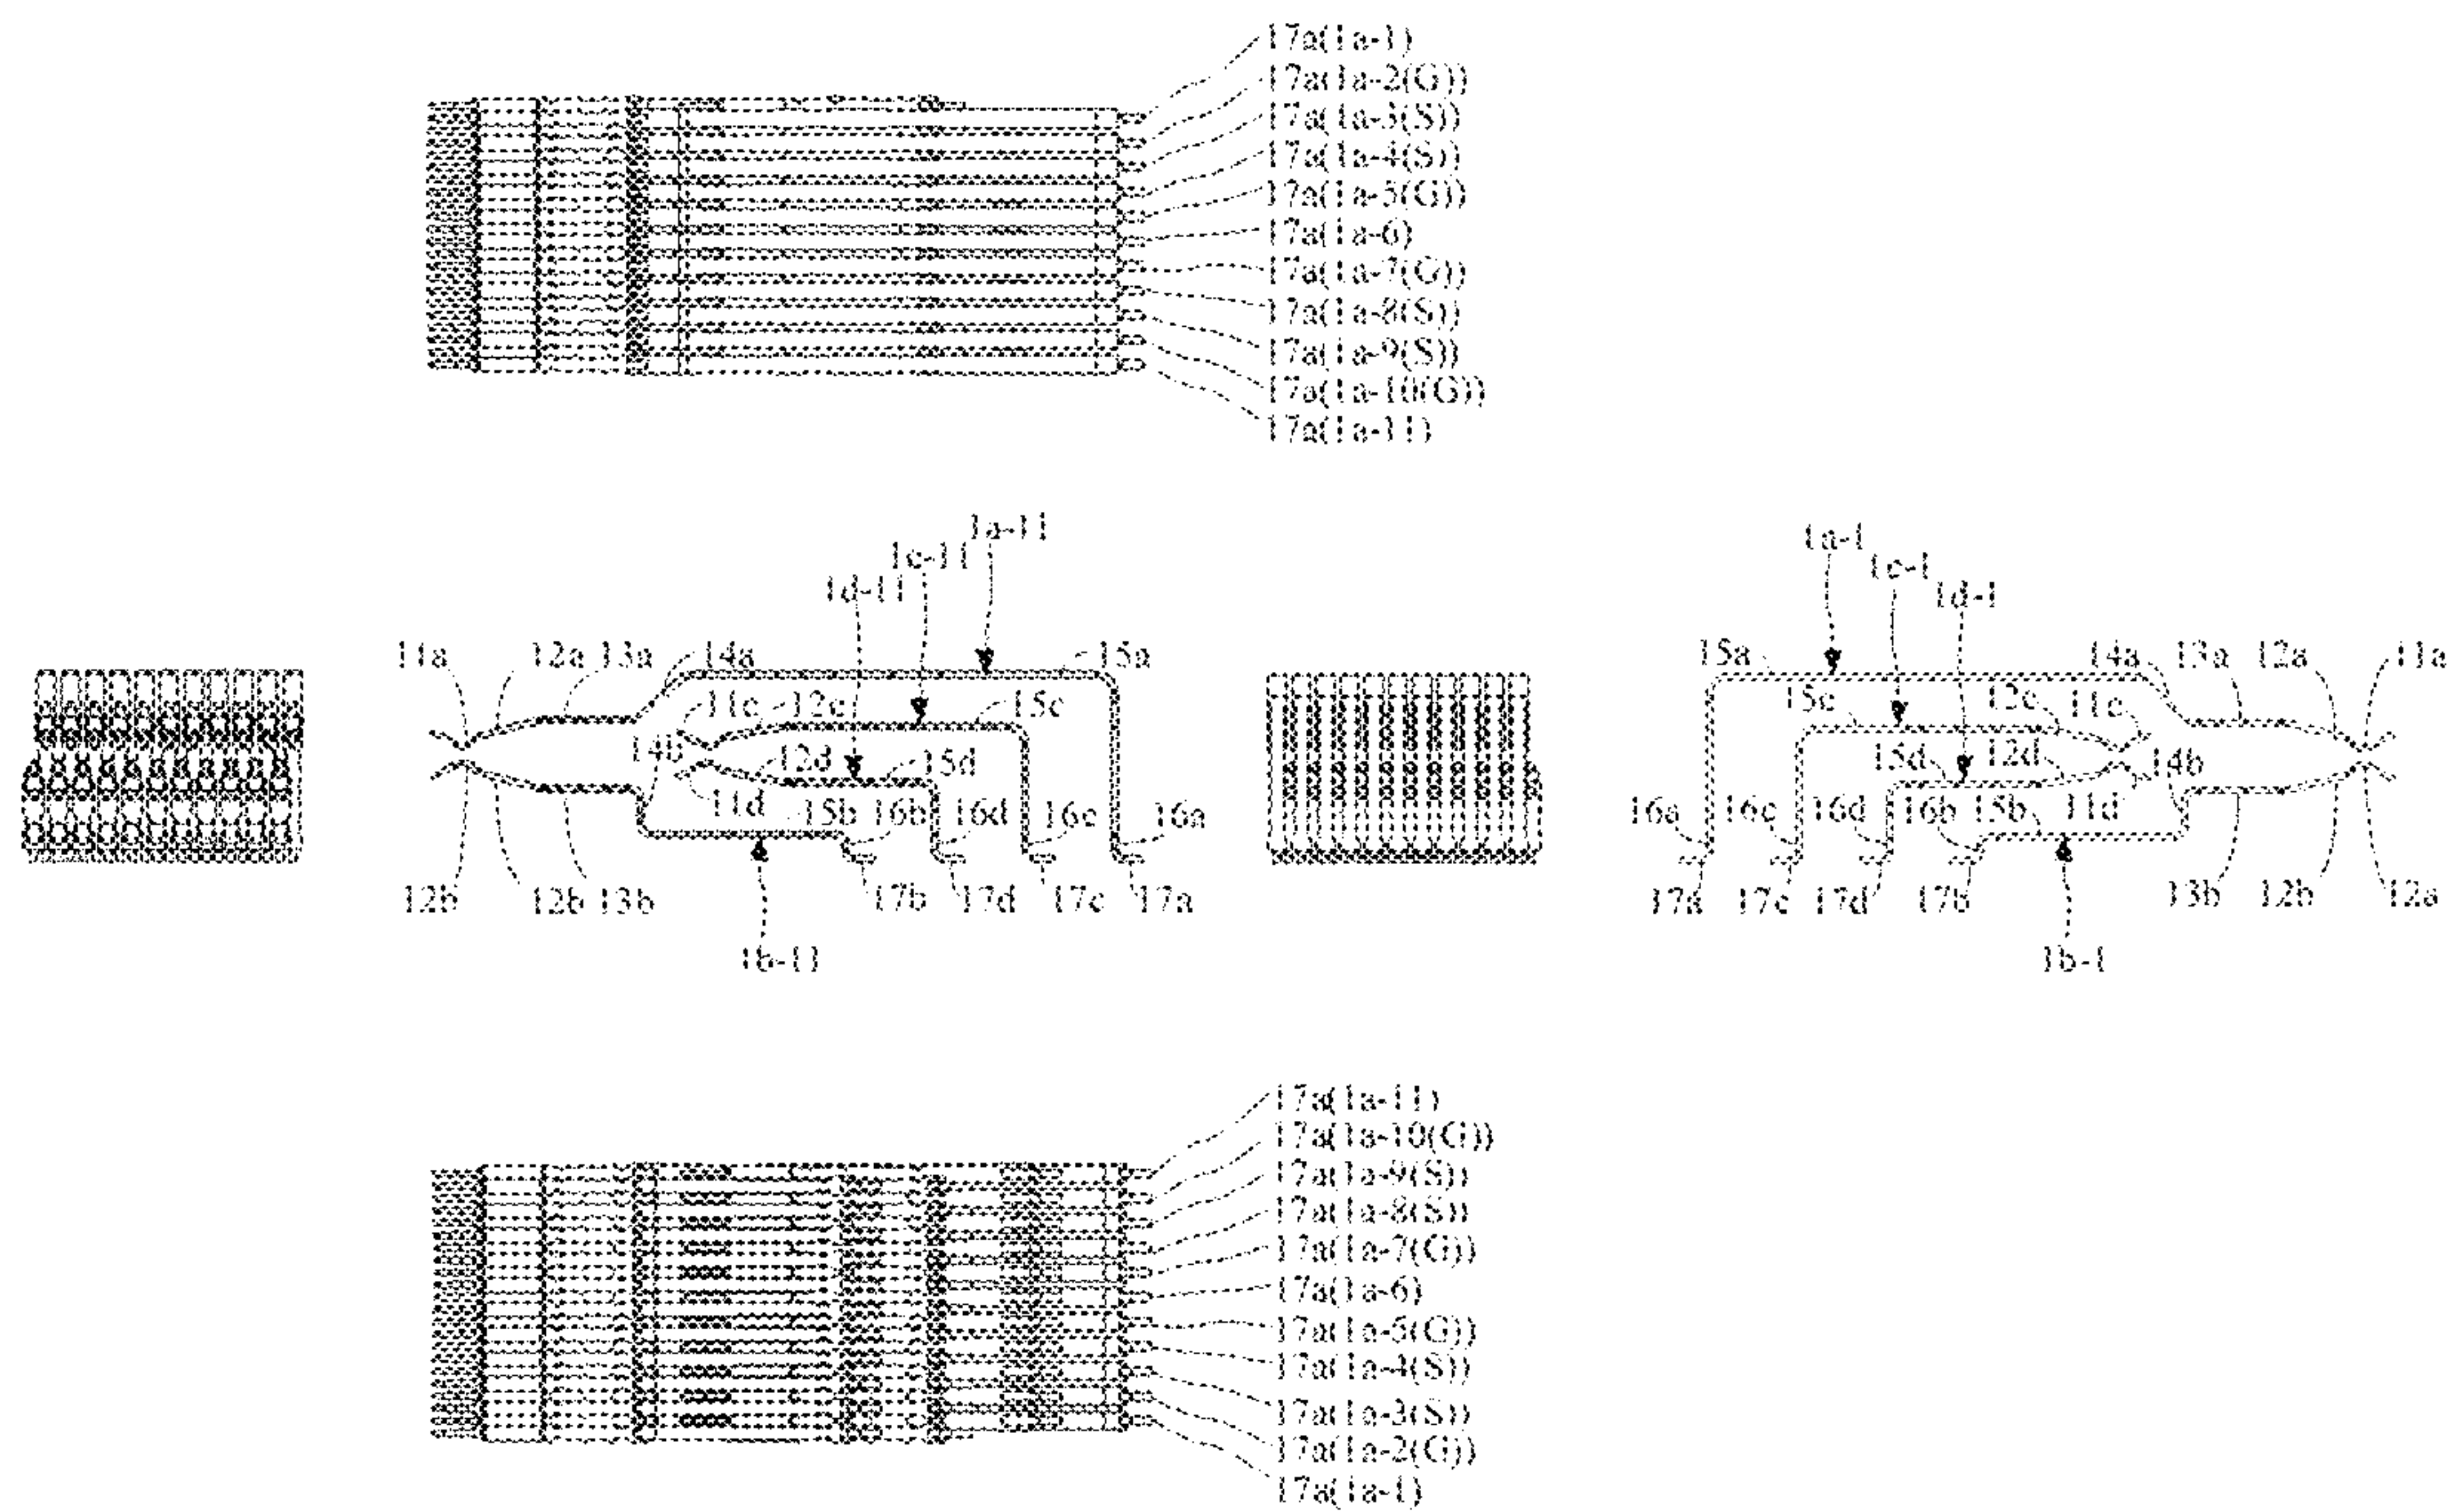 17a(1a-1)
17a(1a-2(G))
17a(1a-3(S))
17a(1a-4(S))
17a(1a-5(G))
17a(1a-6)
17a(1a-7(G))
17a(1a-8(S))
17a(1a-9(S))
17a(1a-10(G))
17a(1a-11)
1a-11
1c-11
1d-11
11a 12a 13a 14a 15a
11c 12c 15c
14b 12d 15d
11d 15b 16b 16d 16c 16a
12b 12b 13b 17b 17d 17c 17a
1b-11
1a-1
1c-1
1d-1
15a 14a 13a 12a 11a
15c 12c 11c
15d 12d 14b
16a 16c 16d 16b 15b 11d
17a 17c 17d 17b 13b 12b 12a
1b-1
17a(1a-11)
17a(1a-10(G))
17a(1a-9(S))
17a(1a-8(S))
17a(1a-7(G))
17a(1a-6)
17a(1a-5(G))
17a(1a-4(S))
17a(1a-3(S))
17a(1a-2(G))
17a(1a-1)